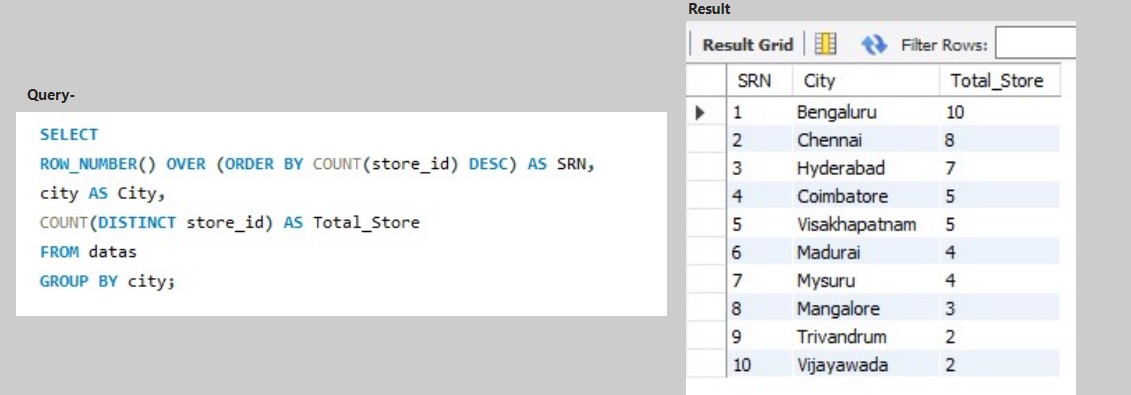 Query-
SELECT
ROW_NUMBER() OVER (ORDER BY COUNT(store_id) DESC) AS SRN,
city AS City,
COUNT(DISTINCT store_id) AS Total_Store
FROM datas
GROUP BY city;
Result
Result Grid Filter Rows:
SRN City Total_Store
1 Bengaluru 10
2 Chennai 8
3 Hyderabad 7
4 Coimbatore 5
5 Visakhapatnam 5
6 Madurai 4
7 Mysuru 4
8 Mangalore 3
9 Trivandrum 2
10 Vijayawada 2